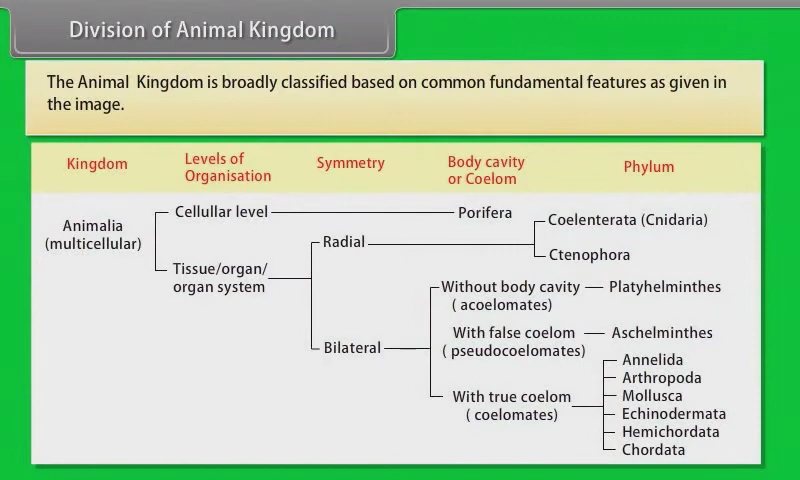 Division of Animal Kingdom
The Animal Kingdom is broadly classified based on common fundamental features as given in
the image.
Kingdom
Levels of
Organisation
Symmetry
Body cavity
or Coelom
Phylum
Animalia
(multicellular)
Cellullar level
Porifera
Tissue/organ/
organ system
Radial
Coelenterata (Cnidaria)
Ctenophora
Bilateral
Without body cavity
( acoelomates)
Platyhelminthes
With false coelom
( pseudocoelomates)
Aschelminthes
With true coelom
( coelomates)
Annelida
Arthropoda
Mollusca
Echinodermata
Hemichordata
Chordata